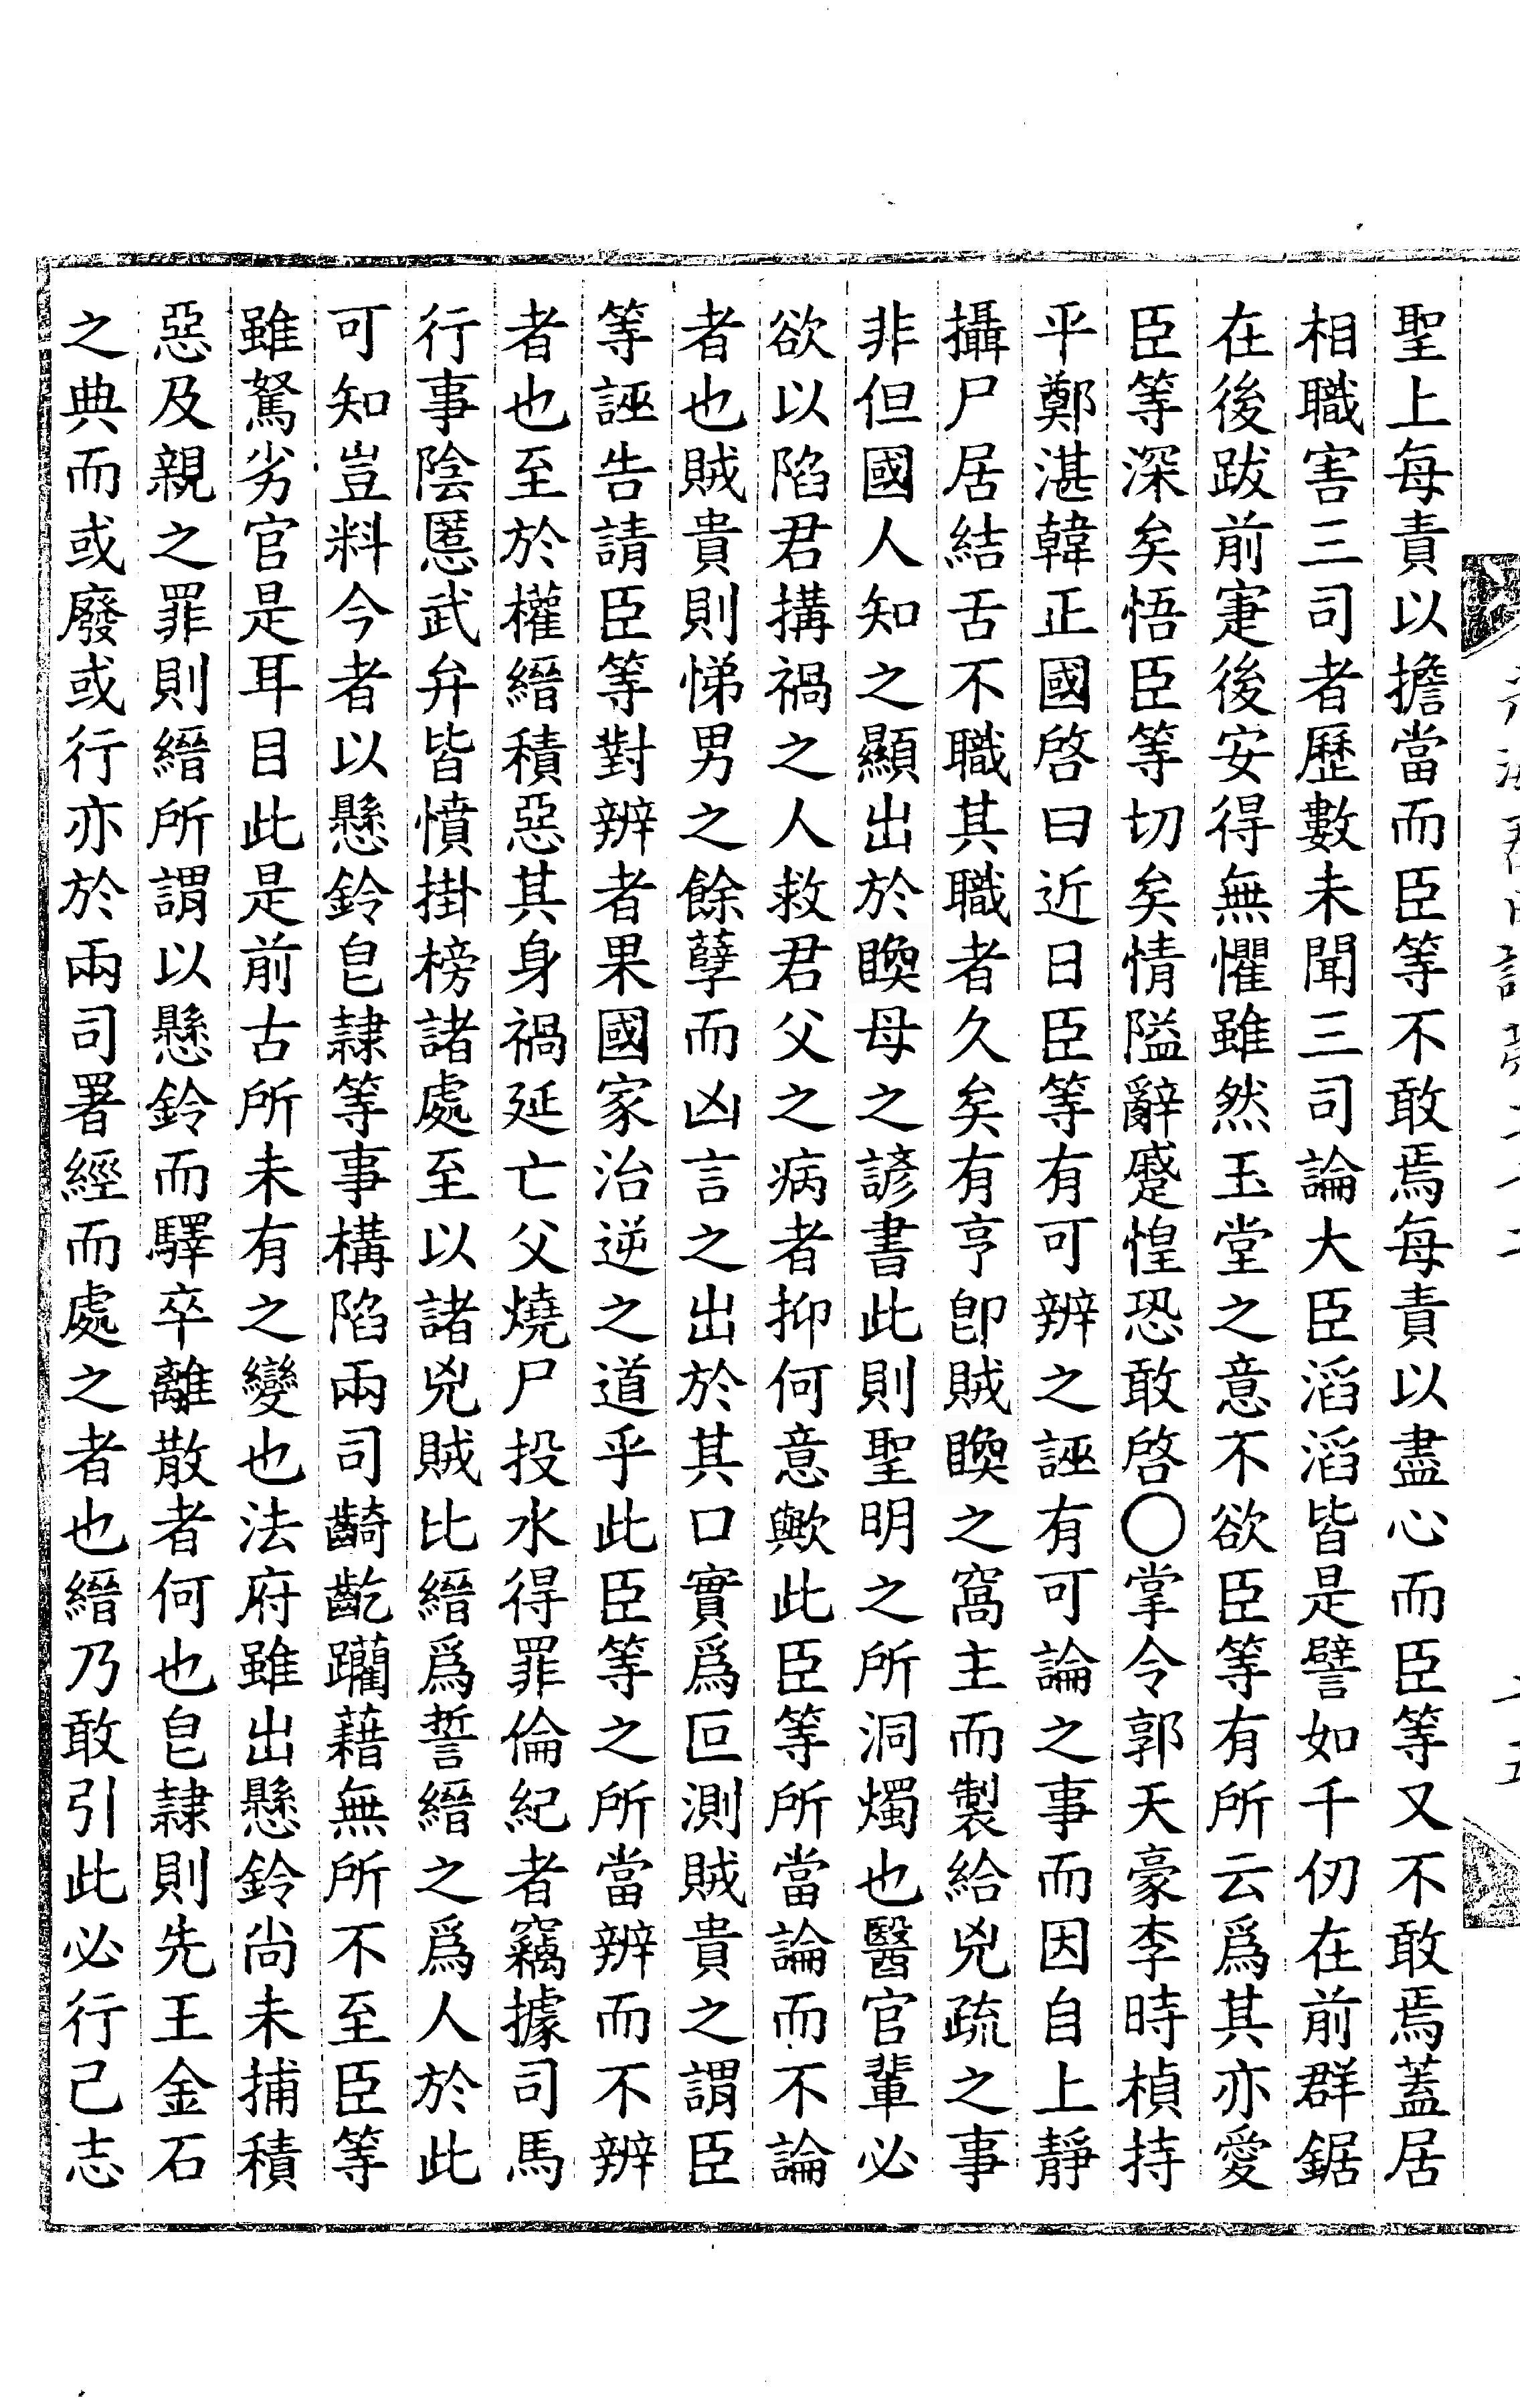 聖上每責以擔當而臣等不敢焉每責以盡心而臣等又不敢焉蓋居
相職害三司者歷數未聞三司論大臣滔滔皆是譬如千仞在前群鋸
在後跋前疐後安得無懼雖然玉堂之意不欲臣等有所云爲其亦愛
臣等深矣悟臣等切矣情隘辭蹙惶恐敢啓○掌令郭天豪李時楨持
平鄭湛韓正國啓曰近日臣等有可辨之誣有可論之事而因自上靜
攝尸居結舌不職其職者久矣有亨卽賊㬇之窩主而製給兇疏之事
非但國人知之顯出於㬇母之諺書此則聖明之所洞燭也醫官輩必
欲以陷君搆禍之人救君父之病者抑何意歟此臣等所當論而不論
者也賊貴則悌男之餘孼而凶言之出於其口實爲叵測賊貴之謂臣
等誣告請臣等對辨者果國家治逆之道乎此臣等之所當辨而不辨
者也至於權縉積惡其身禍延亡父燒尸投水得罪倫紀者竊據司馬
行事陰慝武弁皆憤掛榜諸處至以諸兇賊比縉爲誓縉之爲人於此
可知豈料今者以懸鈴皀隷等事構陷兩司齮齕躪藉無所不至臣等
雖駑劣官是耳目此是前古所未有之變也法府雖出懸鈴尙未捕積
惡及親之罪則縉所謂以懸鈴而驛卒離散者何也皀隷則先王金石
之典而或廢或行亦於兩司署經而處之者也縉乃敢引此必行己志